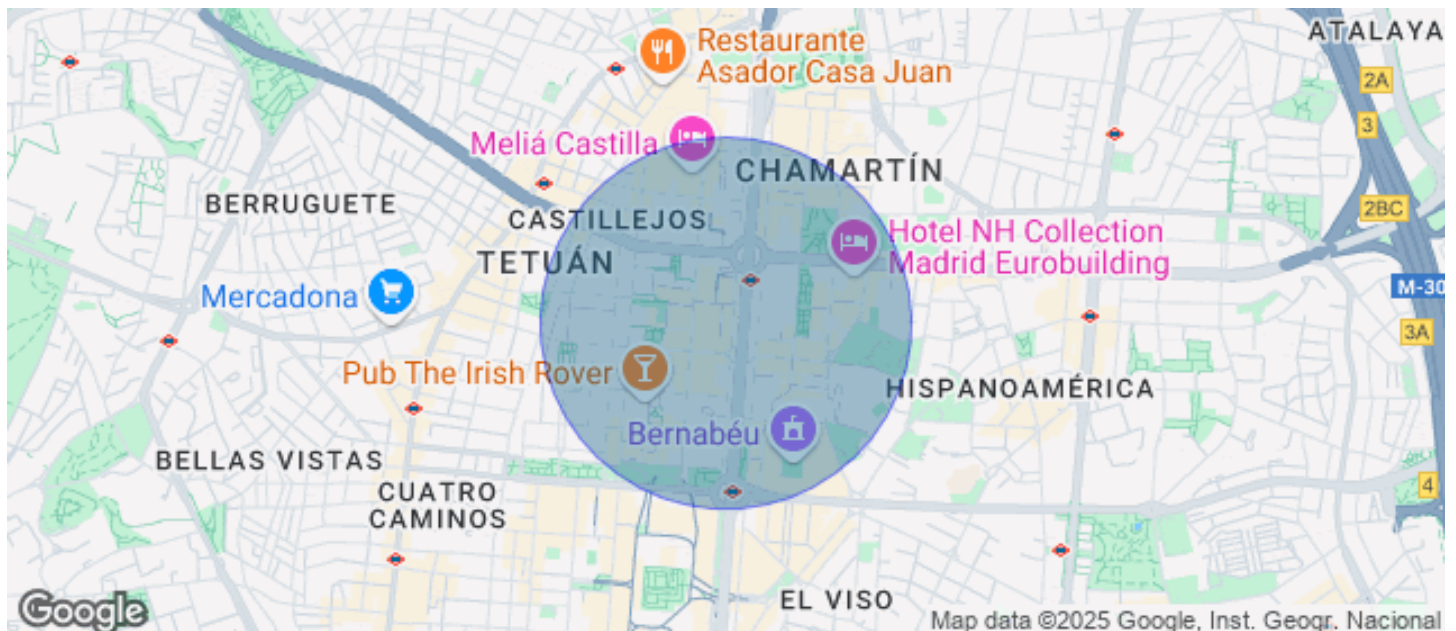 ATALAYA
Restaurante
Asador Casa Juan
2A
3
Meliá Castilla
CHAMARTÍN
BERRUGUETE
2BC
CASTILLEJOS
Hotel NH Collection
Madrid Eurobuilding
TETUÁN
Mercadona
M-30
3A
Pub The Irish Rover
HISPANOAMÉRICA
Bernabéu
BELLAS VISTAS
4
CUATRO
CAMINOS
EL VISO
Google
Map data ©2025 Google, Inst. Geogr. Nacional